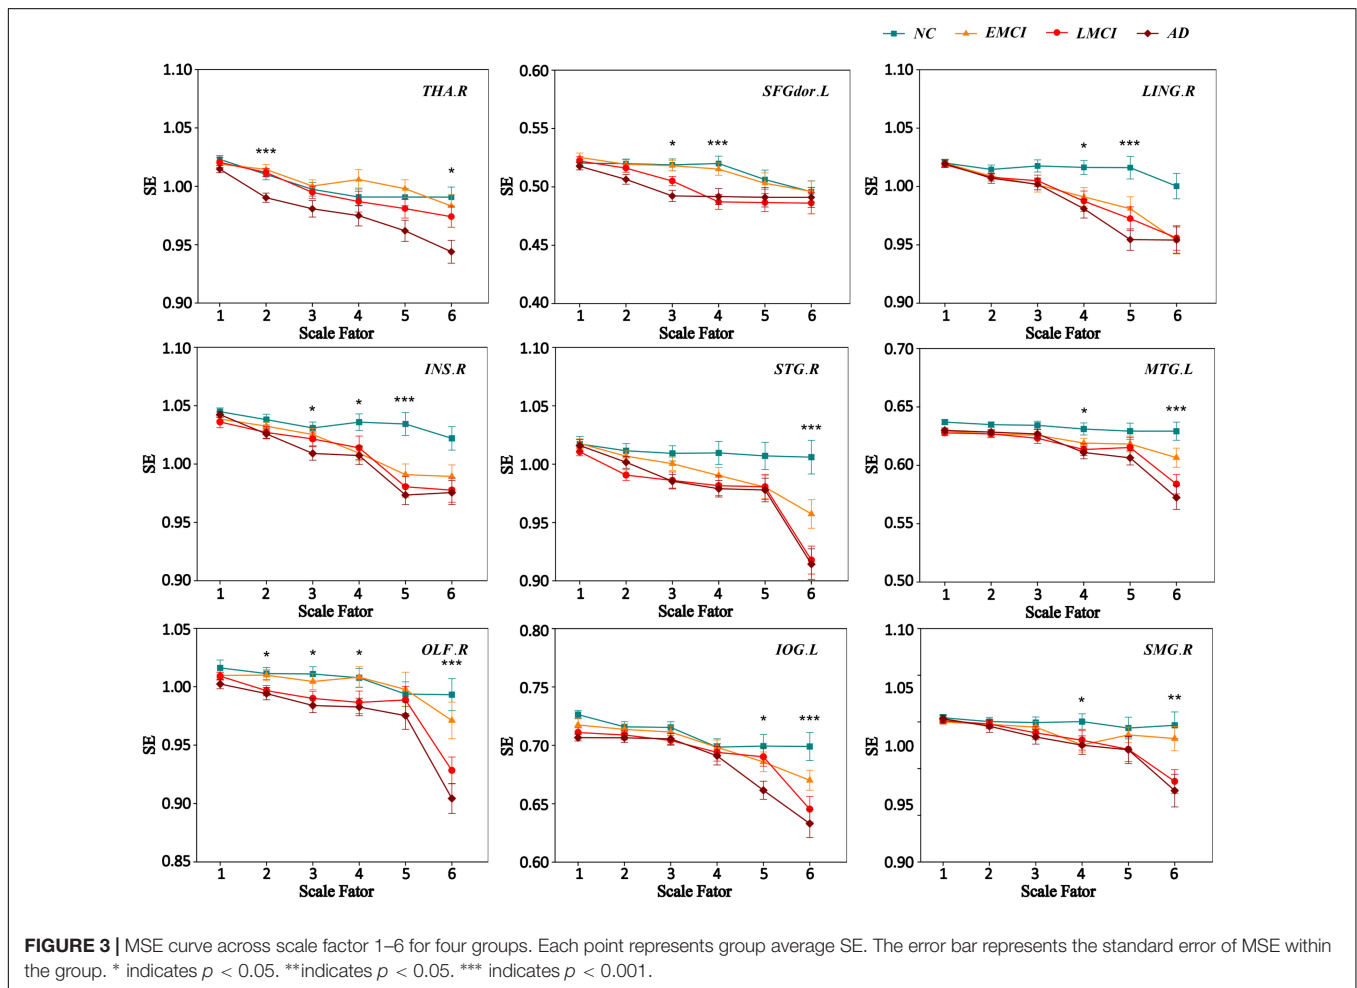 NC EMCI LMCI AD
THA.R
1.10
1.05
1.00
0.95
0.90
SE
*** *
1 2 3 4 5 6
Scale Fator
SFGdor.L
0.60
0.55
0.50
0.45
0.40
SE
* ***
1 2 3 4 5 6
Scale Fator
LING.R
1.10
1.05
1.00
0.95
0.90
SE
* ***
1 2 3 4 5 6
Scale Fator
INS.R
1.10
1.05
1.00
0.95
0.90
SE
* * ***
1 2 3 4 5 6
Scale Fator
STG.R
1.10
1.05
1.00
0.95
0.90
SE
***
1 2 3 4 5 6
Scale Fator
MTG.L
0.70
0.65
0.60
0.55
0.50
SE
* ***
1 2 3 4 5 6
Scale Fator
OLF.R
1.05
1.00
0.95
0.90
0.85
SE
* * * ***
1 2 3 4 5 6
Scale Fator
IOG.L
0.80
0.75
0.70
0.65
0.60
SE
* ***
1 2 3 4 5 6
Scale Fator
SMG.R
1.10
1.05
1.00
0.95
0.90
SE
* **
1 2 3 4 5 6
Scale Fator
FIGURE 3 | MSE curve across scale factor 1–6 for four groups. Each point represents group average SE. The error bar represents the standard error of MSE within
the group. * indicates p < 0.05. **indicates p < 0.05. *** indicates p < 0.001.